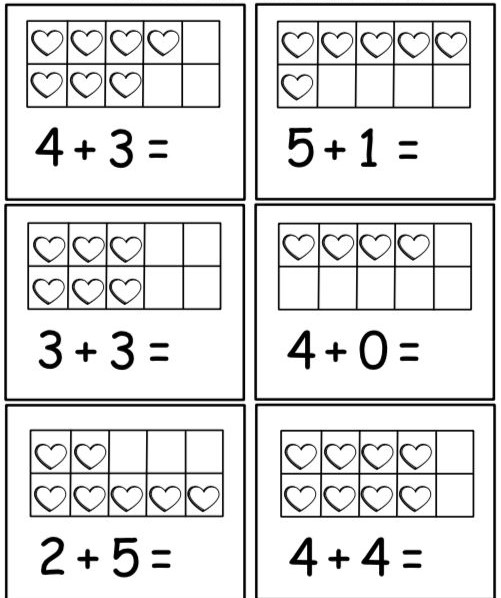 4 + 3 =
5 + 1 =
3 + 3 =
4 + 0 =
2 + 5 =
4 + 4 =